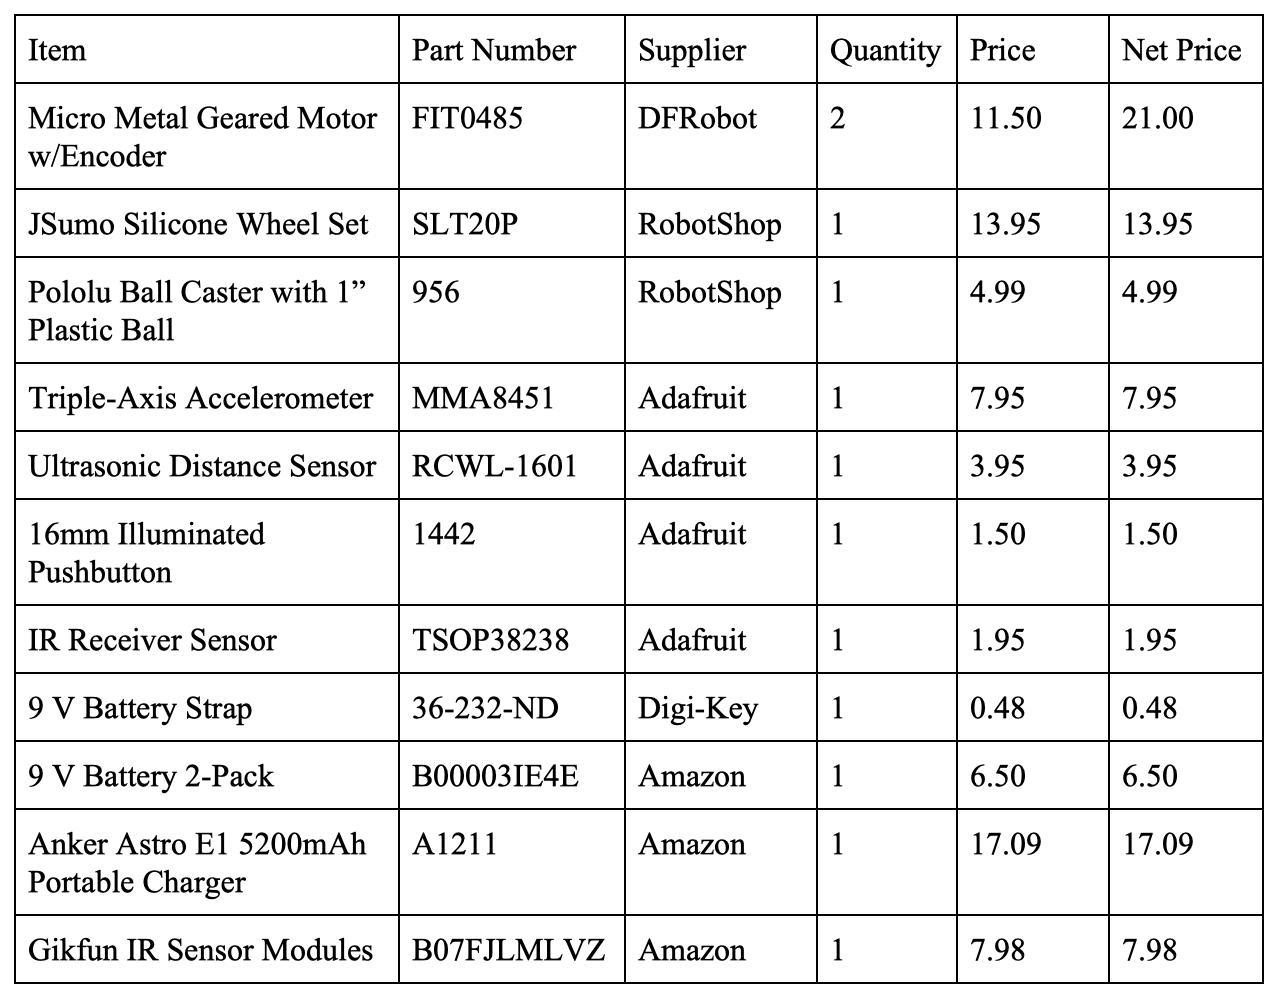 Item Part Number Supplier Quantity Price Net Price
Micro Metal Geared Motor FIT0485 DFRobot 2 11.50 21.00
w/Encoder
JSumo Silicone Wheel Set SLT20P RobotShop 1 13.95 13.95
Pololu Ball Caster with 1” 956 RobotShop 1 4.99 4.99
Plastic Ball
Triple-Axis Accelerometer MMA8451 Adafruit 1 7.95 7.95
Ultrasonic Distance Sensor RCWL-1601 Adafruit 1 3.95 3.95
16mm Illuminated 1442 Adafruit 1 1.50 1.50
Pushbutton
IR Receiver Sensor TSOP38238 Adafruit 1 1.95 1.95
9 V Battery Strap 36-232-ND Digi-Key 1 0.48 0.48
9 V Battery 2-Pack B00003IE4E Amazon 1 6.50 6.50
Anker Astro E1 5200mAh A1211 Amazon 1 17.09 17.09
Portable Charger
Gikfun IR Sensor Modules B07FJLMLVZ Amazon 1 7.98 7.98